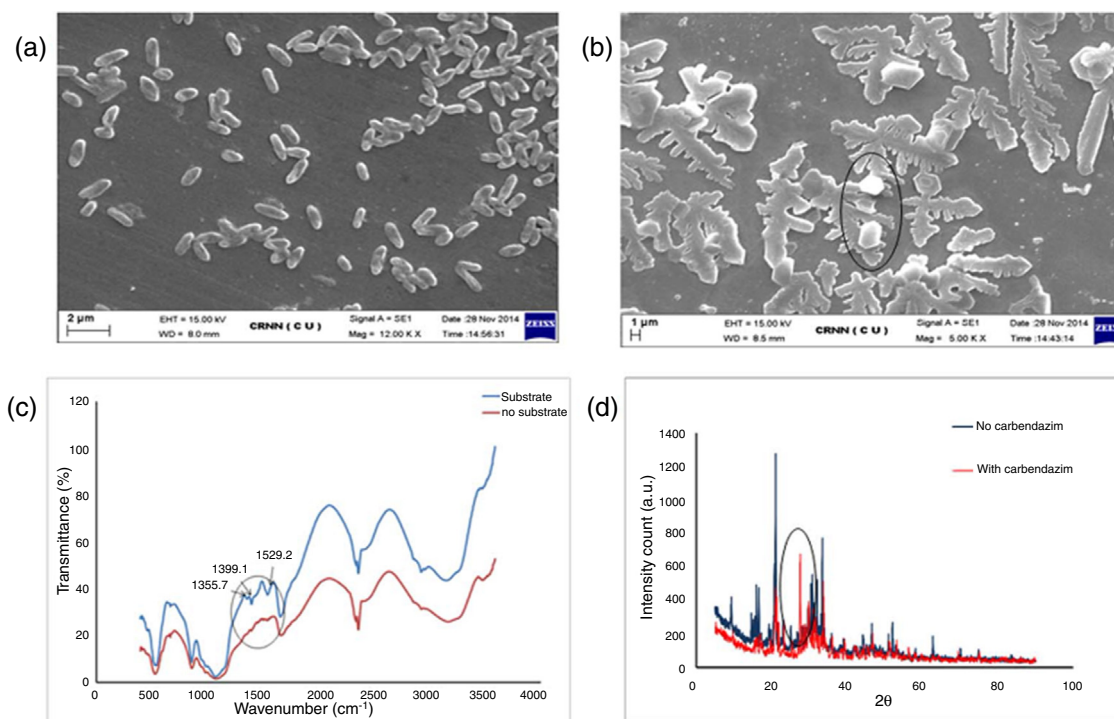 (a)
2 µm
EHT = 15.00 kV
WD = 8.0 mm
CRNN ( C U )
Signal A = SE1
Mag = 12.00 K X
Date :28 Nov 2014
Time :14:56:31
ZEISS
(b)
1 µm
EHT = 15.00 kV
WD = 8.5 mm
CRNN ( C U )
Signal A = SE1
Mag = 5.00 K X
Date :28 Nov 2014
Time :14:43:14
ZEISS
(c)
Substrate
no substrate
Transmittance (%)
120
100
80
60
40
20
0
1355.7
1399.1
1529.2
0 500 1000 1500 2000 2500 3000 3500 4000
Wavenumber (cm-1)
(d)
No carbendazim
With carbendazim
Intensity count (a.u.)
1400
1200
1000
800
600
400
200
0
0 20 40 60 80 100
2θ